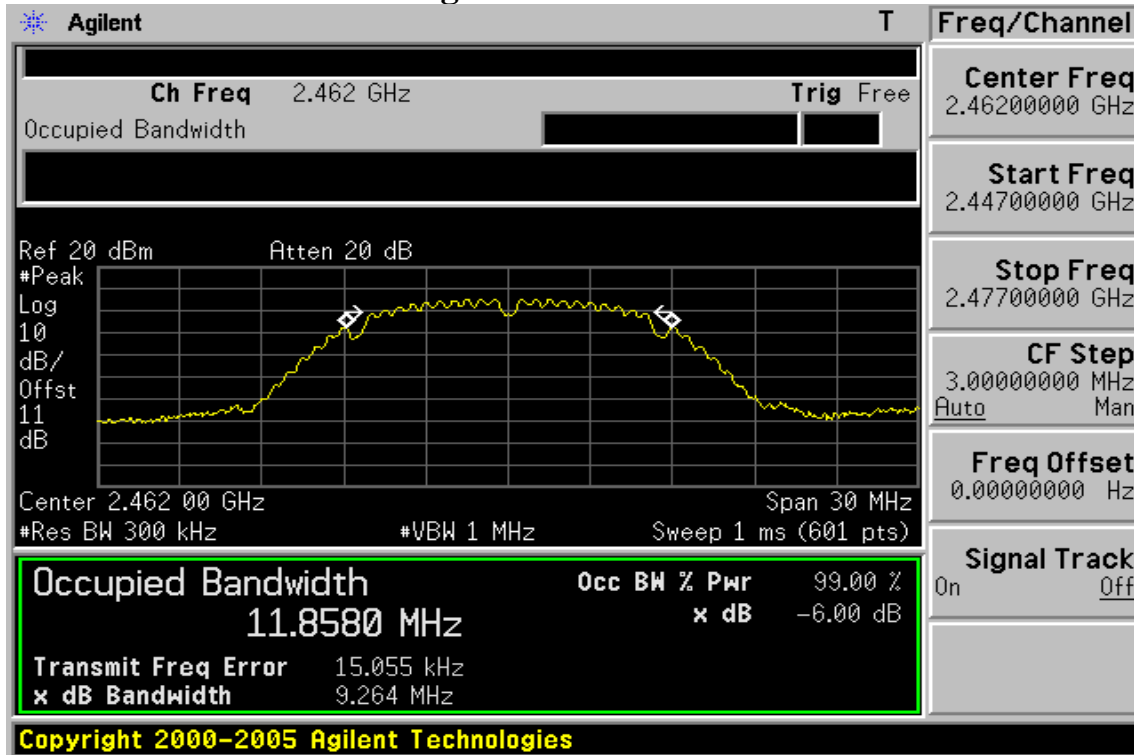 Agilent T Freq/Channel
Ch Freq 2.462 GHz Trig Free
Occupied Bandwidth
Center Freq
2.46200000 GHz
Start Freq
2.44700000 GHz
Stop Freq
2.47700000 GHz
CF Step
3.00000000 MHz
Auto Man
Freq Offset
0.00000000 Hz
Signal Track
On Off
Ref 20 dBm Atten 20 dB
#Peak
Log
10
dB/
Offst
11
dB
Center 2.462 00 GHz Span 30 MHz
#Res BW 300 kHz #VBW 1 MHz Sweep 1 ms (601 pts)
Occupied Bandwidth Occ BW % Pwr 99.00 %
11.8580 MHz x dB -6.00 dB
Transmit Freq Error 15.055 kHz
x dB Bandwidth 9.264 MHz
Copyright 2000-2005 Agilent Technologies